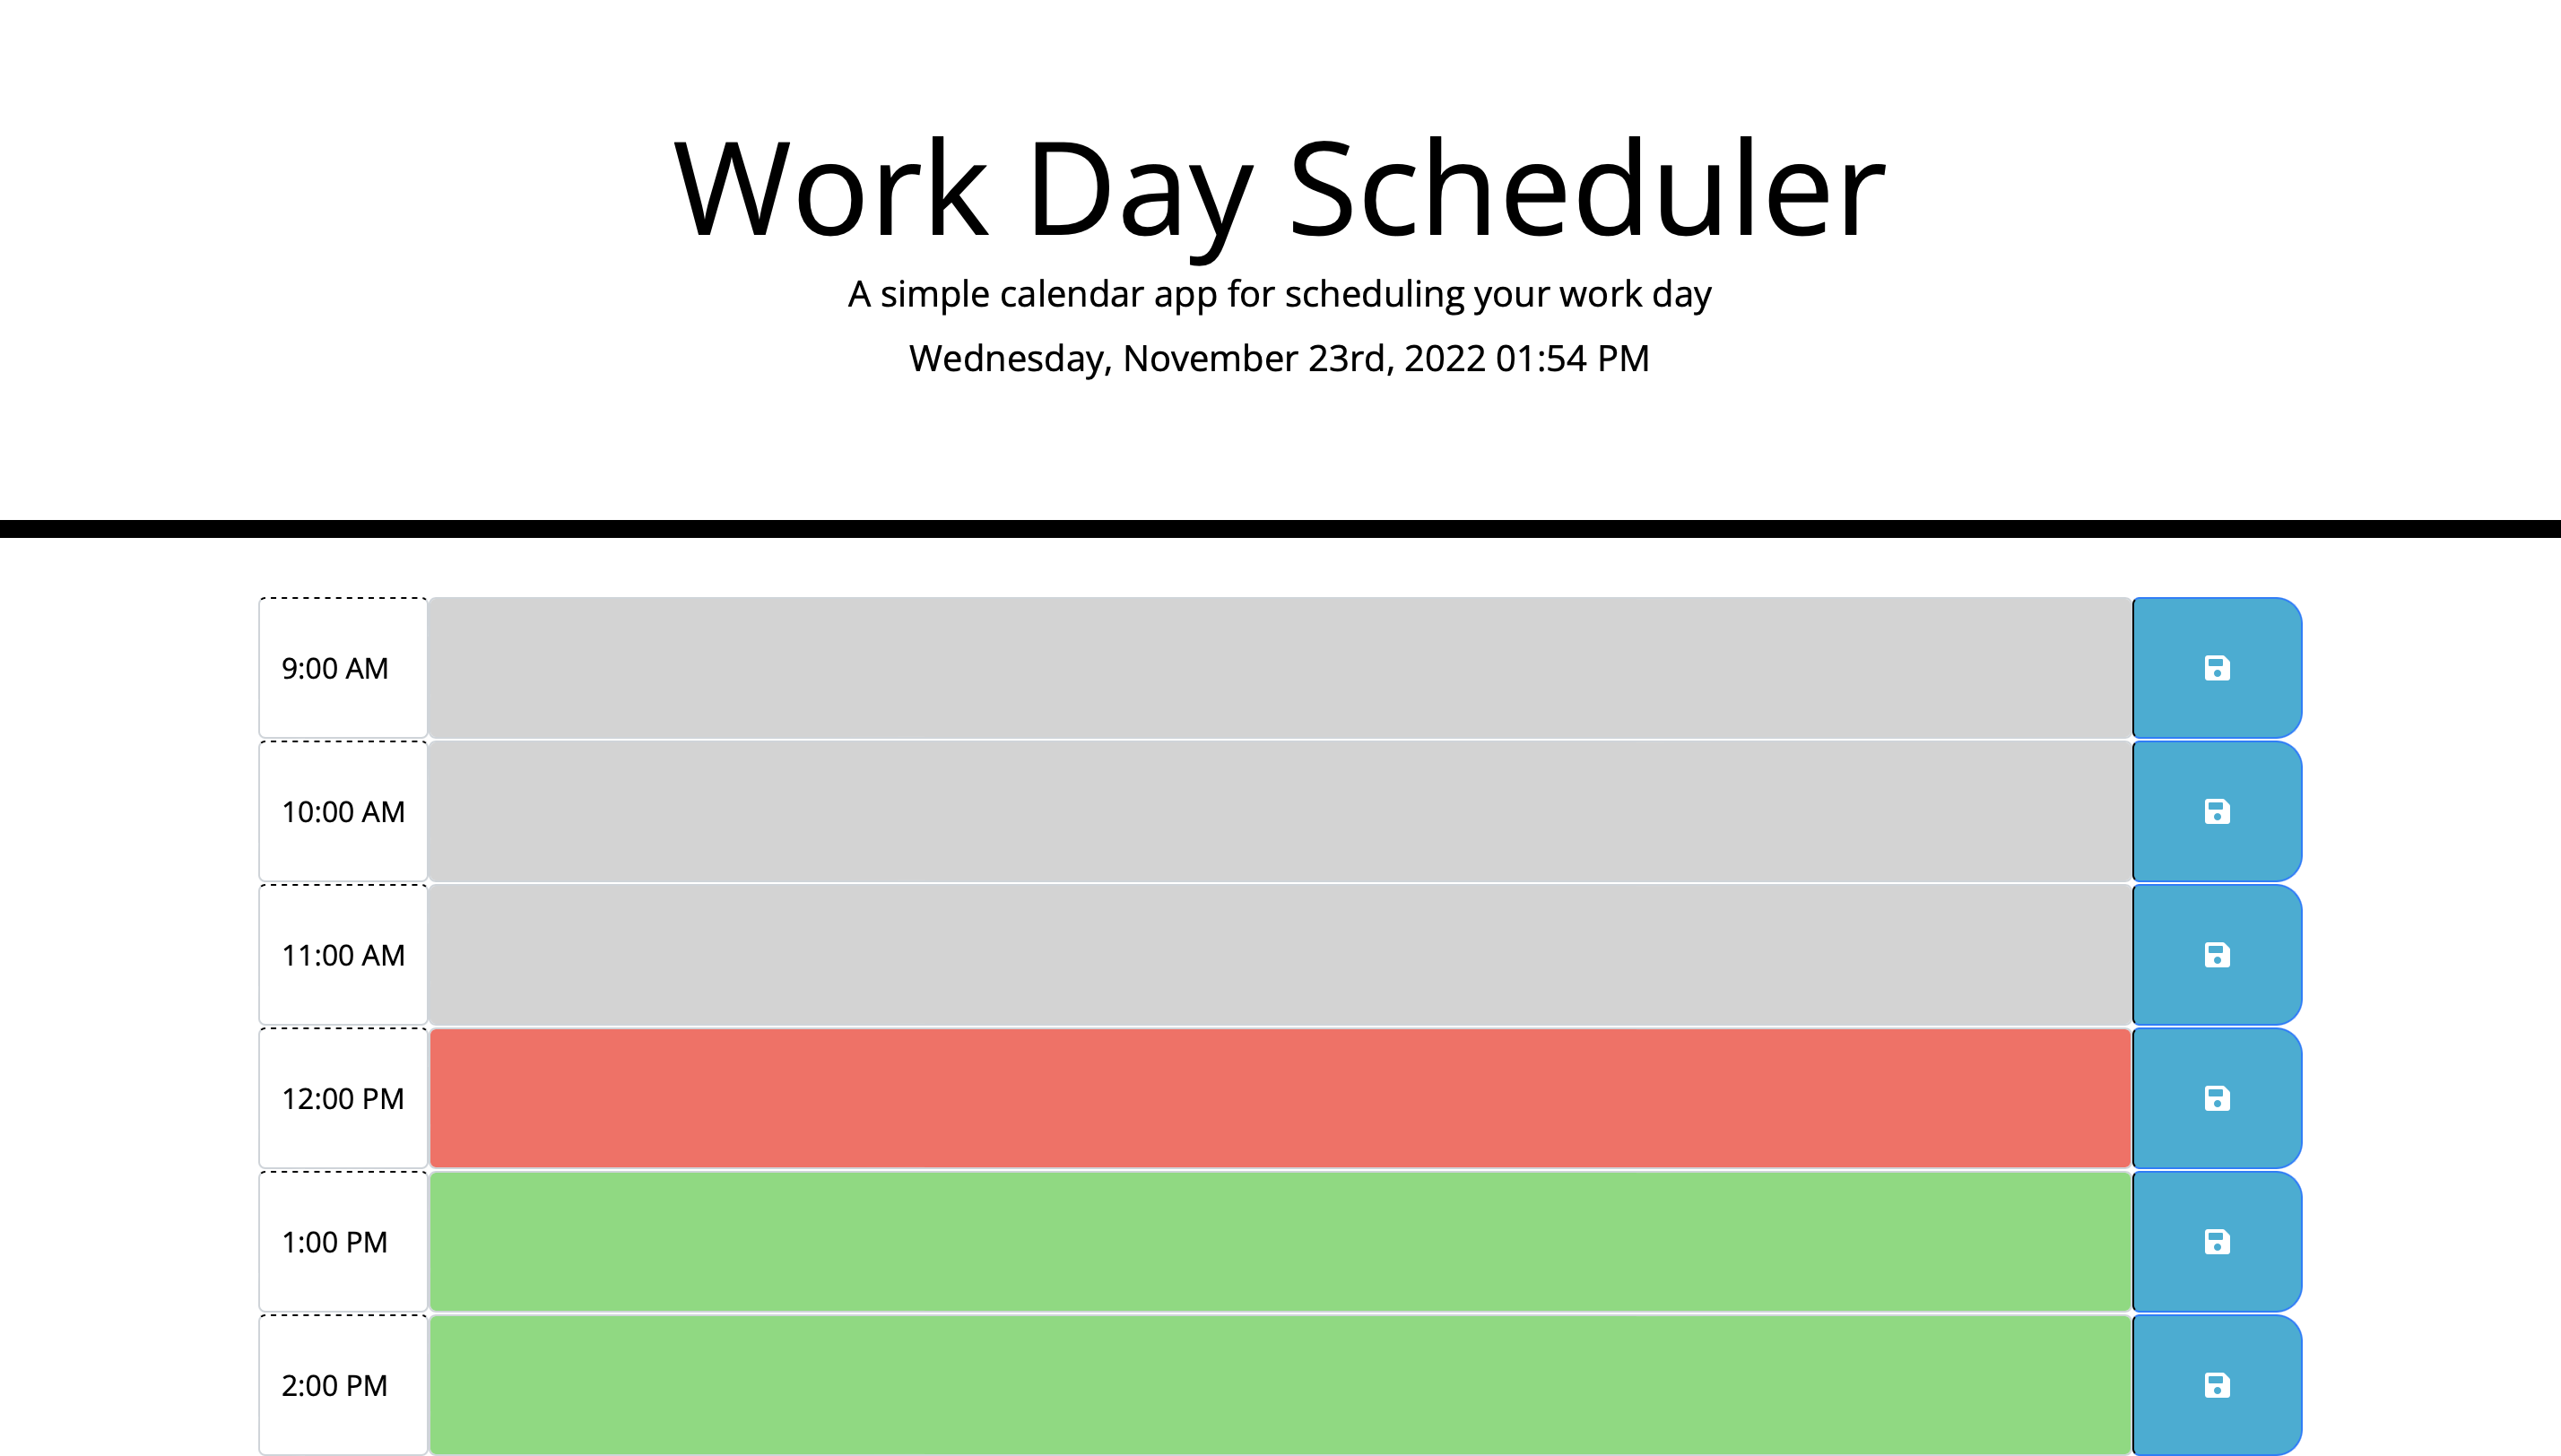 Work Day Scheduler
A simple calendar app for scheduling your work day
Wednesday, November 23rd, 2022 01:54 PM
9:00 AM
10:00 AM
11:00 AM
12:00 PM
1:00 PM
2:00 PM